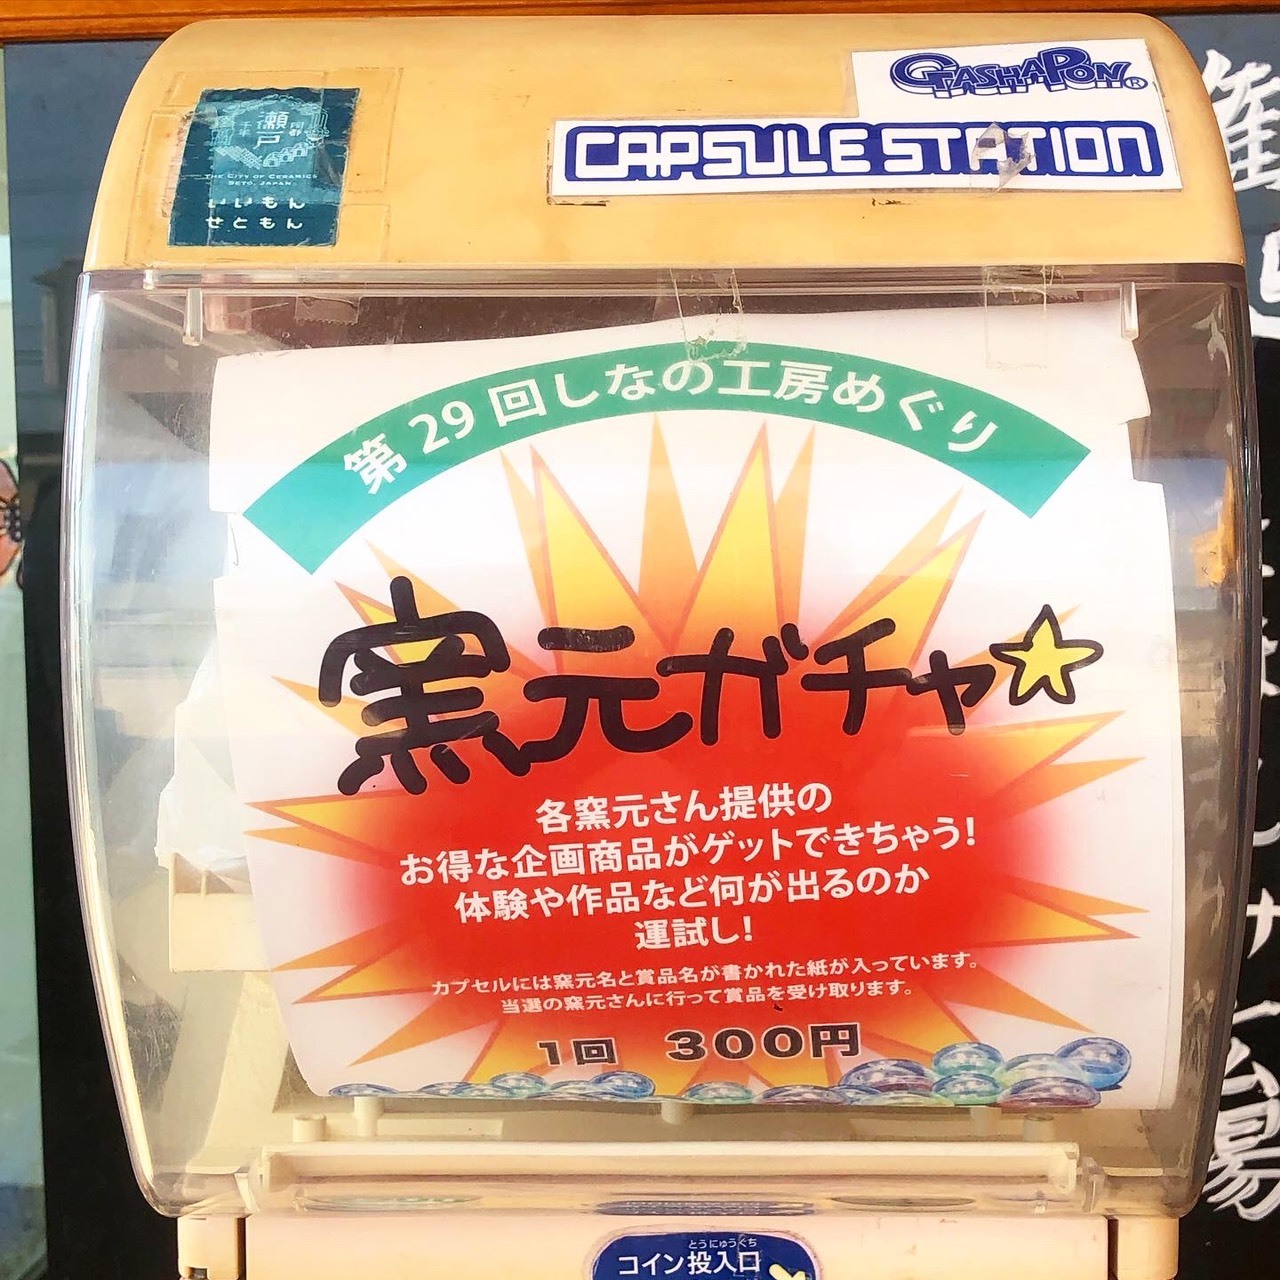 GASHAPON®
CAPSULE STATION
瀬戸
THE CITY OF CERAMICS
SETO, JAPAN
いいもん
せともん
第29回しなの工房めぐり
窯元ガチャ☆
各窯元さん提供の
お得な企画商品がゲットできちゃう!
体験や作品など何が出るのか
運試し!
カプセルには窯元名と賞品名が書かれた紙が入っています。
当選の窯元さんに行って賞品を受け取ります。
1回 300円
とうにゅうぐち
コイン投入口